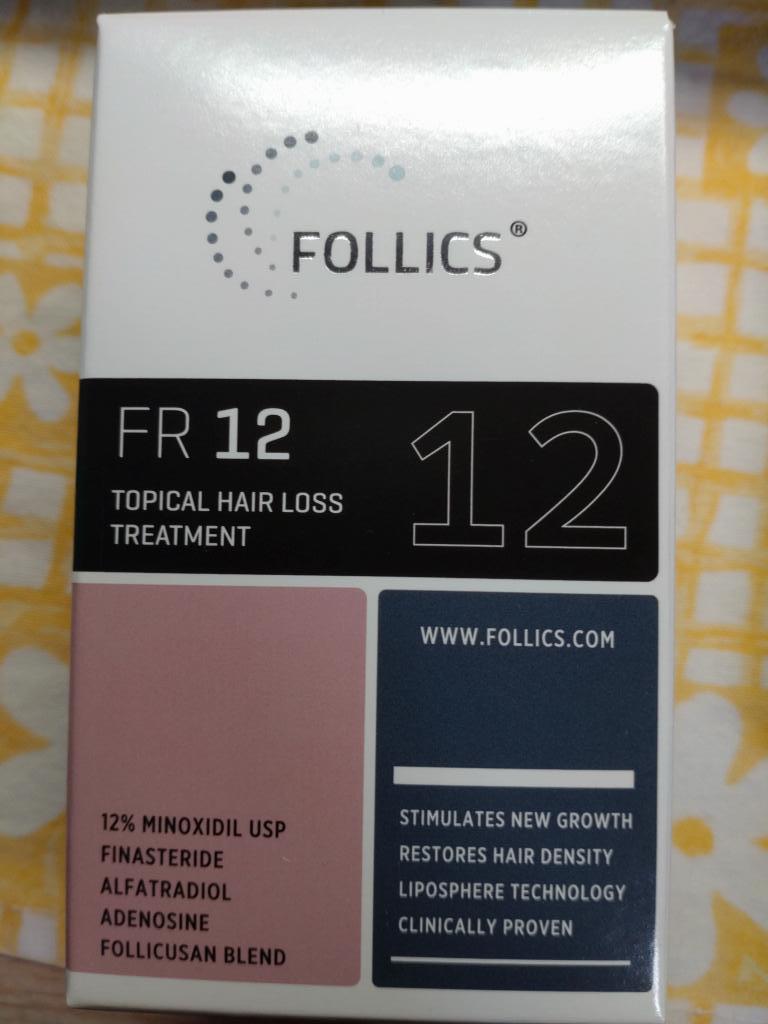 FOLLICS®
FR 12
12
TOPICAL HAIR LOSS
TREATMENT
WWW.FOLLICS.COM
12% MINOXIDIL USP
FINASTERIDE
ALFATRADIOL
ADENOSINE
FOLLICUSAN BLEND
STIMULATES NEW GROWTH
RESTORES HAIR DENSITY
LIPOSPHERE TECHNOLOGY
CLINICALLY PROVEN